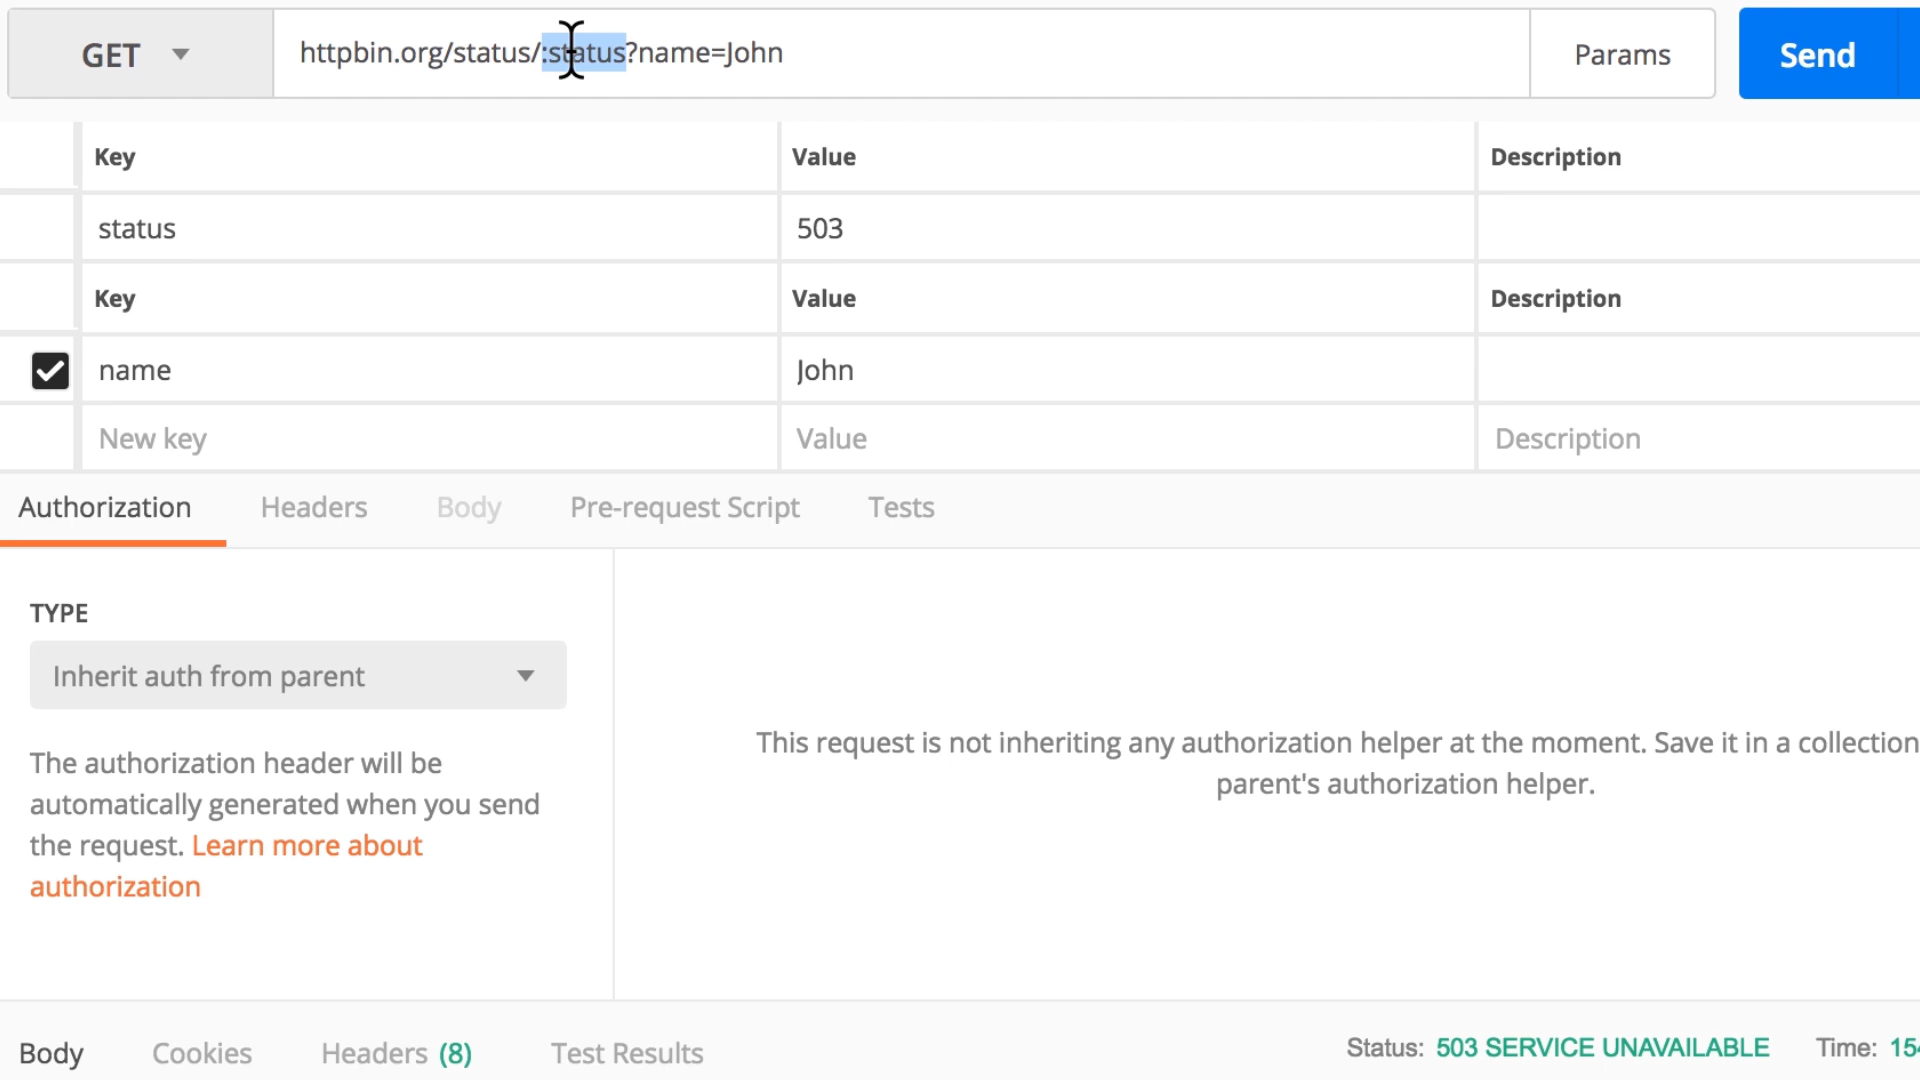 GET httpbin.org/status/:status?name=John Params Send
Key Value Description
status 503
Key Value Description
name John
New key Value Description
Authorization Headers Body Pre-request Script Tests
TYPE
Inherit auth from parent
The authorization header will be
automatically generated when you send
the request. Learn more about
authorization
This request is not inheriting any authorization helper at the moment. Save it in a collection
parent's authorization helper.
Body Cookies Headers (8) Test Results Status: 503 SERVICE UNAVAILABLE Time: